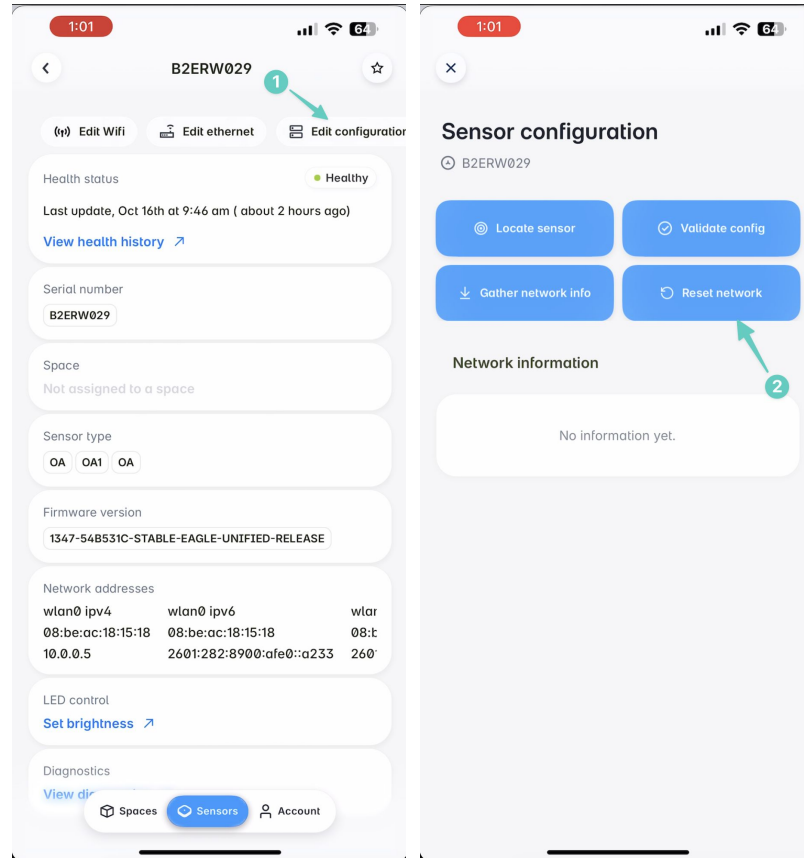 1:01
64
B2ERW029
1
Edit Wifi
Edit ethernet
Edit configuration
Health status
Healthy
Last update, Oct 16th at 9:46 am ( about 2 hours ago)
View health history
Serial number
B2ERW029
Space
Not assigned to a space
Sensor type
OA OA1 OA
Firmware version
1347-54B531C-STABLE-EAGLE-UNIFIED-RELEASE
Network addresses
wlan0 ipv4 wlan0 ipv6
08:be:ac:18:15:18 08:be:ac:18:15:18
10.0.0.5 2601:282:8900:afe0::a233
LED control
Set brightness
Diagnostics
View
Spaces
Sensors
Account
1:01
64
Sensor configuration
B2ERW029
Locate sensor
Validate config
Gather network info
Reset network
2
Network information
No information yet.